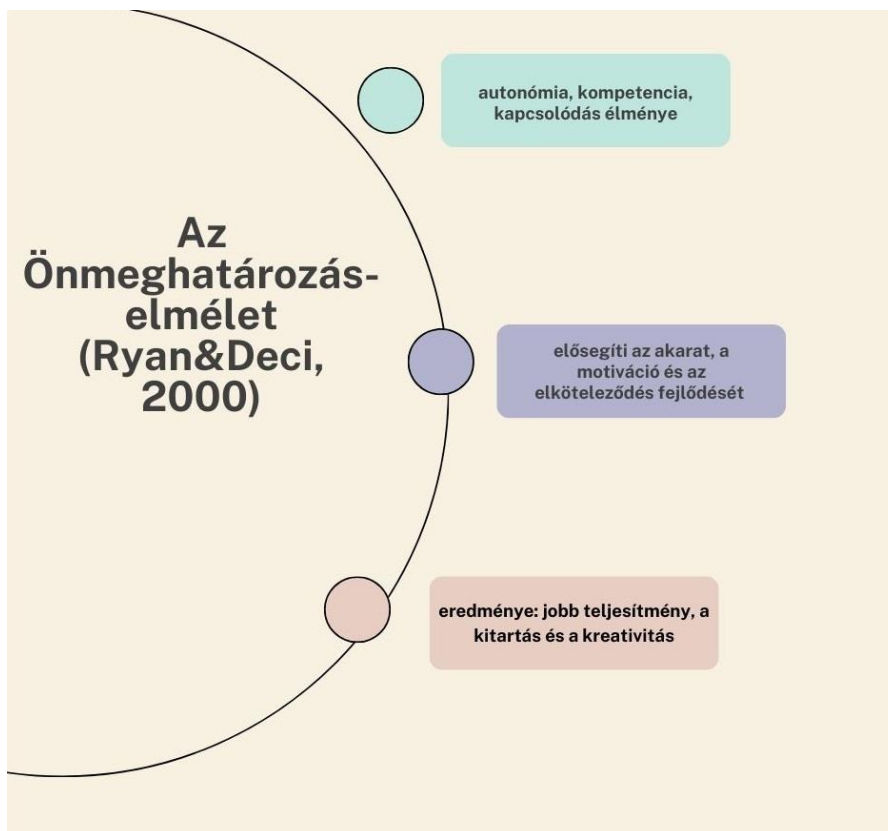 Az
Önmeghatározás-
elmélet
(Ryan&Deci,
2000)
autonómia, kompetencia,
kapcsolódás élménye
elősegíti az akarat, a
motiváció és az
elköteleződés fejlődését
eredménye: jobb teljesítmény, a
kitartás és a kreativitás